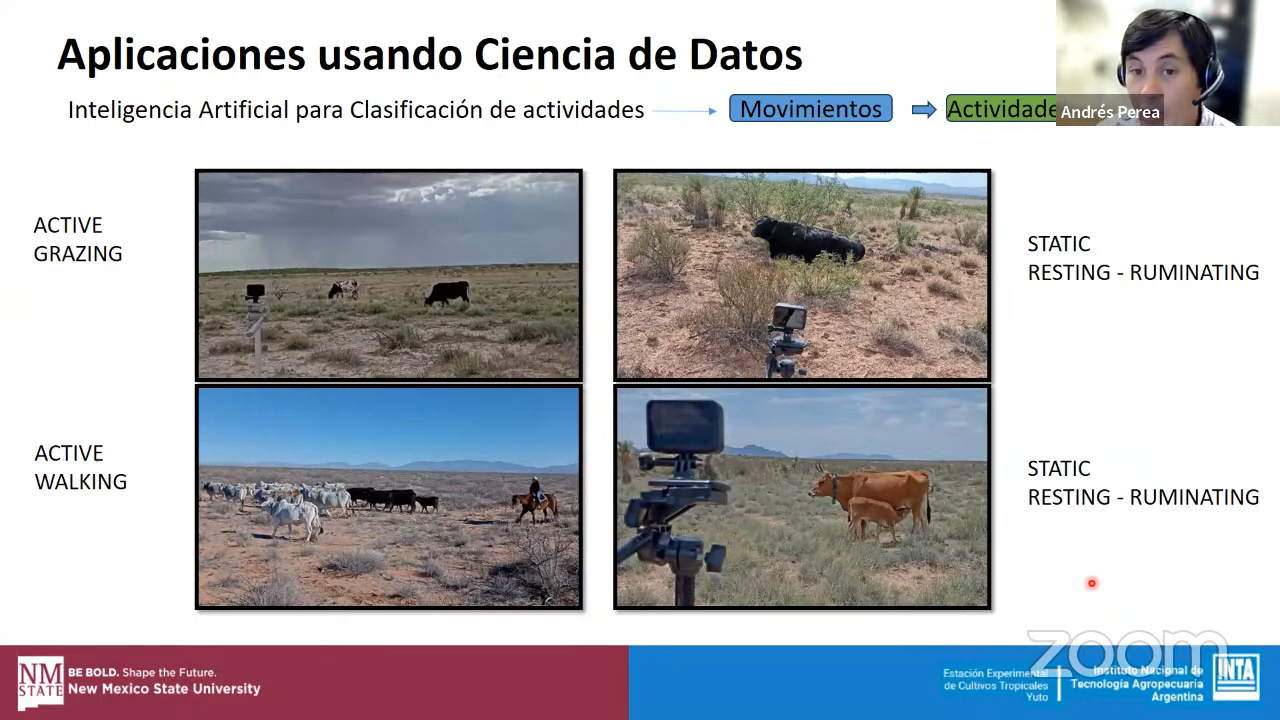 Aplicaciones usando Ciencia de Datos
Inteligencia Artificial para Clasificación de actividades
Movimientos
Actividade
Andrés Perea
ACTIVE
GRAZING
STATIC
RESTING - RUMINATING
ACTIVE
WALKING
STATIC
RESTING - RUMINATING
zoom
NM
STATE
BE BOLD. Shape the Future.
New Mexico State University
Estación Experimental
de Cultivos Tropicales
Yuto
Instituto Nacional de
Tecnología Agropecuaria
Argentina
INTA